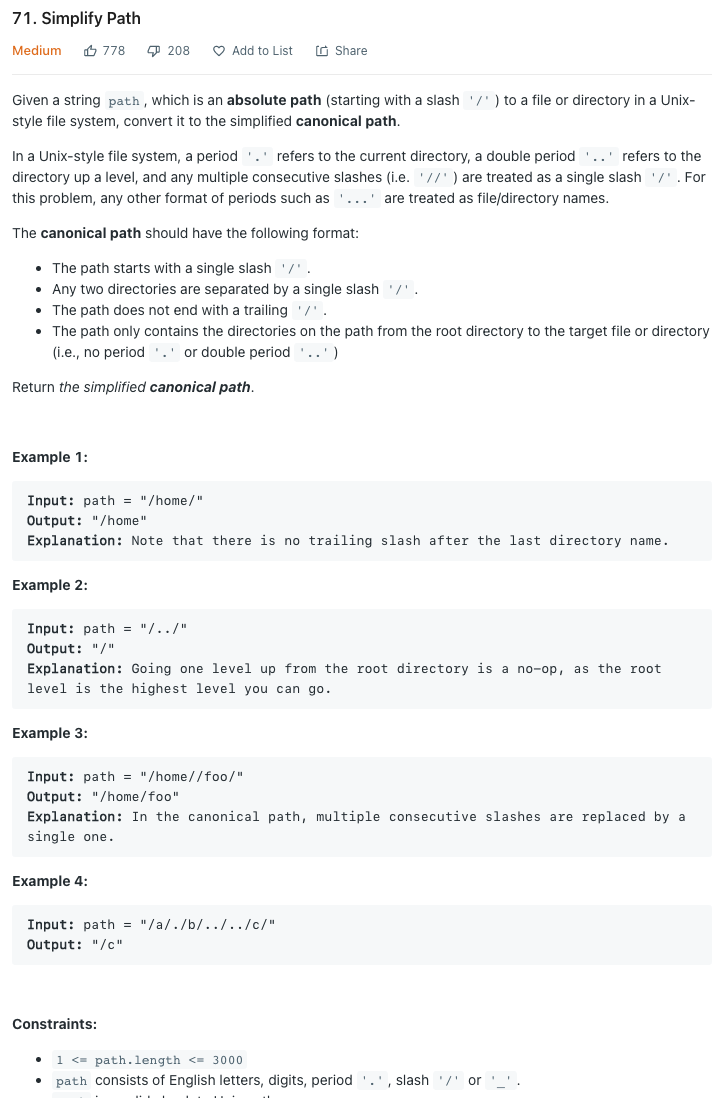 71. Simplify Path
Medium 778 208 Add to List Share
Given a string path, which is an absolute path (starting with a slash '/') to a file or directory in a Unix-
style file system, convert it to the simplified canonical path.
In a Unix-style file system, a period '.' refers to the current directory, a double period '..' refers to the
directory up a level, and any multiple consecutive slashes (i.e. '//') are treated as a single slash '/'. For
this problem, any other format of periods such as '...' are treated as file/directory names.
The canonical path should have the following format:
• The path starts with a single slash '/'.
• Any two directories are separated by a single slash '/'.
• The path does not end with a trailing '/'.
• The path only contains the directories on the path from the root directory to the target file or directory
(i.e., no period '.' or double period '..')
Return the simplified canonical path.
Example 1:
Input: path = "/home/"
Output: "/home"
Explanation: Note that there is no trailing slash after the last directory name.
Example 2:
Input: path = "/../"
Output: "/"
Explanation: Going one level up from the root directory is a no-op, as the root
level is the highest level you can go.
Example 3:
Input: path = "/home//foo/"
Output: "/home/foo"
Explanation: In the canonical path, multiple consecutive slashes are replaced by a
single one.
Example 4:
Input: path = "/a/./b/../../c/"
Output: "/c"
Constraints:
• 1 <= path.length <= 3000
• path consists of English letters, digits, period '.', slash '/' or '_'.